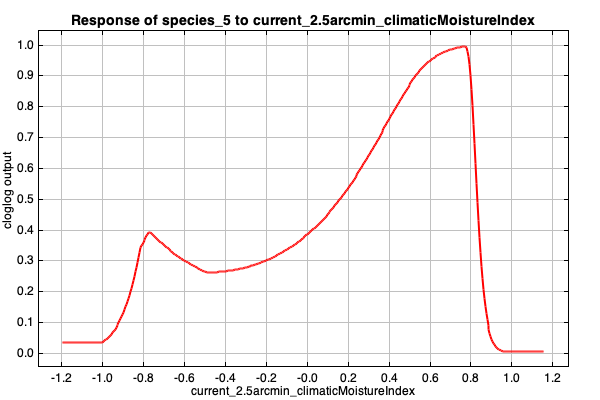 Response of species_5 to current_2.5arcmin_climaticMoistureIndex
1.0
0.9
0.8
0.7
0.6
0.5
0.4
0.3
0.2
0.1
0.0
cloglog output
-1.2 -1.0 -0.8 -0.6 -0.4 -0.2 -0.0 0.2 0.4 0.6 0.8 1.0 1.2
current_2.5arcmin_climaticMoistureIndex